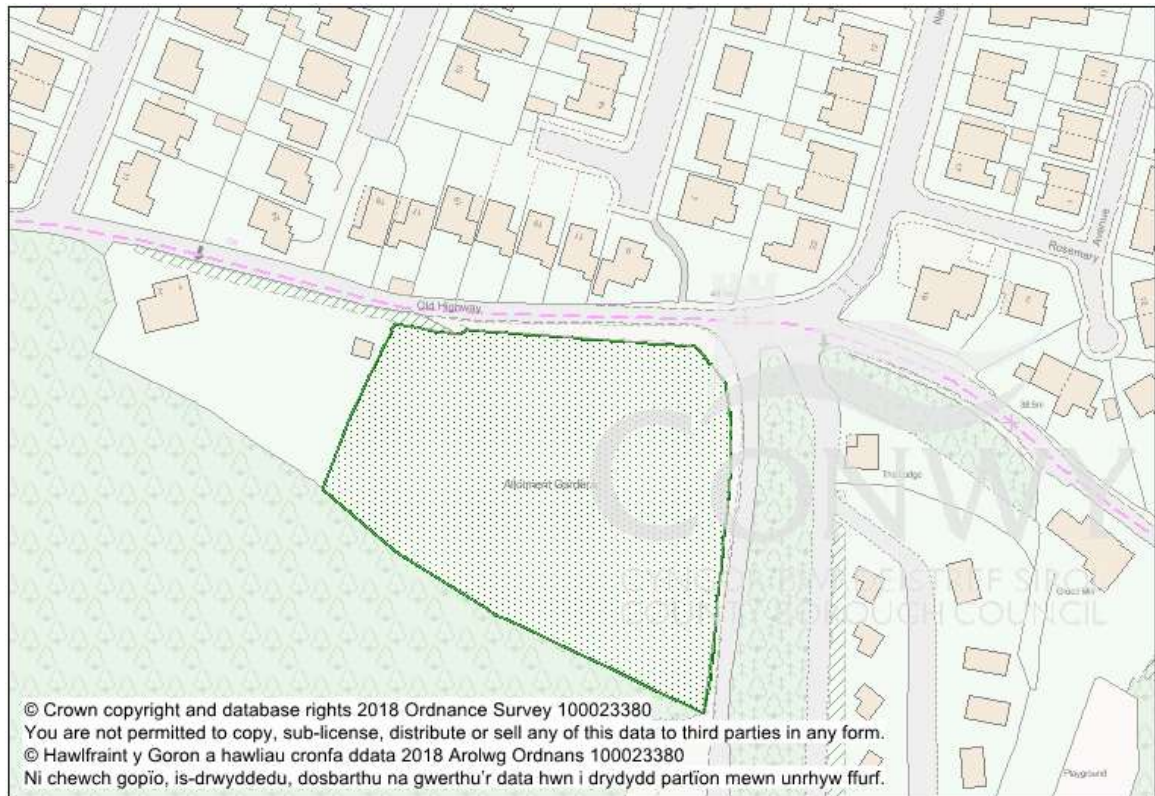 Old Highway
Rosemary
Avenue
Allotment Gardens
The Lodge
38.5m
CONWY
COUNTY BOROUGH COUNCIL
Playground
© Crown copyright and database rights 2018 Ordnance Survey 100023380
You are not permitted to copy, sub-license, distribute or sell any of this data to third parties in any form.
© Hawlfraint y Goron a hawliau cronfa ddata 2018 Arolwg Ordnans 100023380
Ni chewch gopïo, is-drwyddedu, dosbarthu na gwerthu'r data hwn i drydydd partïon mewn unrhyw ffurf.